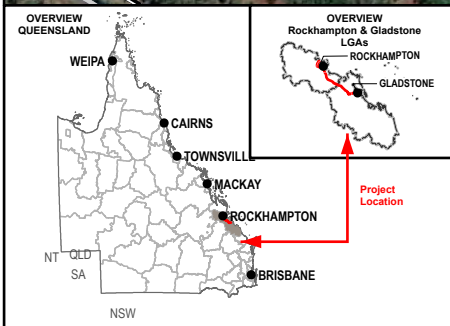 OVERVIEW
QUEENSLAND
WEIPA
CAIRNS
TOWNSVILLE
MACKAY
ROCKHAMPTON
BRISBANE
NT
QLD
SA
NSW
OVERVIEW
Rockhampton & Gladstone
LGAs
ROCKHAMPTON
GLADSTONE
Project
Location